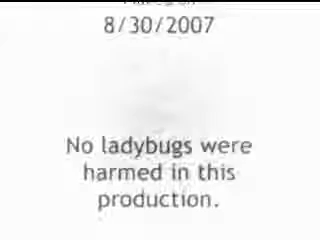 8/30/2007
No ladybugs were
harmed in this
production.